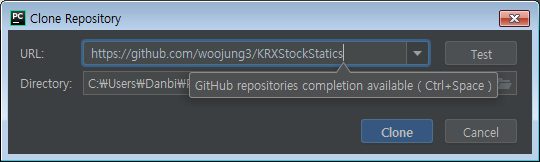 PC Clone Repository
URL: https://github.com/woojung3/KRXStockStatics Test
Directory: C:₩Users₩Danbi₩
GitHub repositories completion available ( Ctrl+Space )
Clone Cancel